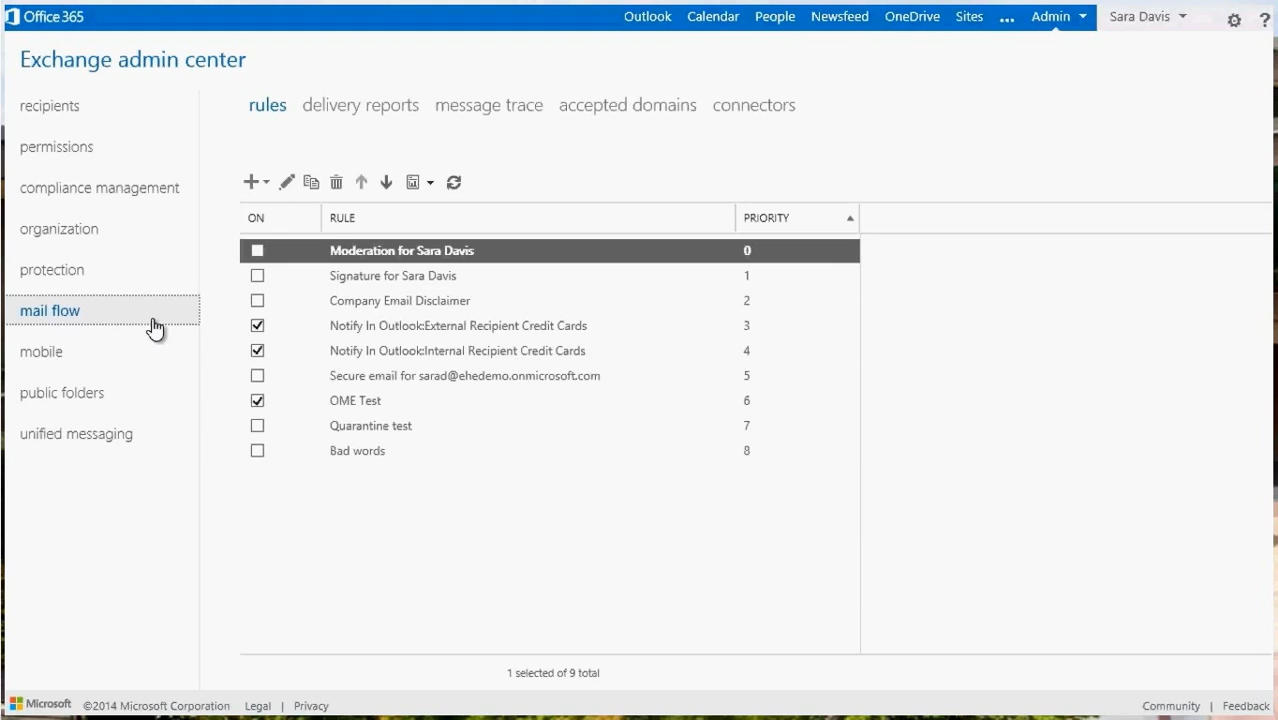 Office 365
Outlook Calendar People Newsfeed OneDrive Sites ... Admin Sara Davis ?
Exchange admin center
recipients
permissions
compliance management
organization
protection
mail flow
mobile
public folders
unified messaging
rules delivery reports message trace accepted domains connectors
ON RULE PRIORITY
Moderation for Sara Davis 0
Signature for Sara Davis 1
Company Email Disclaimer 2
Notify In Outlook:External Recipient Credit Cards 3
Notify In Outlook:Internal Recipient Credit Cards 4
Secure email for sarad@ehedemo.onmicrosoft.com 5
OME Test 6
Quarantine test 7
Bad words 8
1 selected of 9 total
Microsoft ©2014 Microsoft Corporation Legal | Privacy Community | Feedback